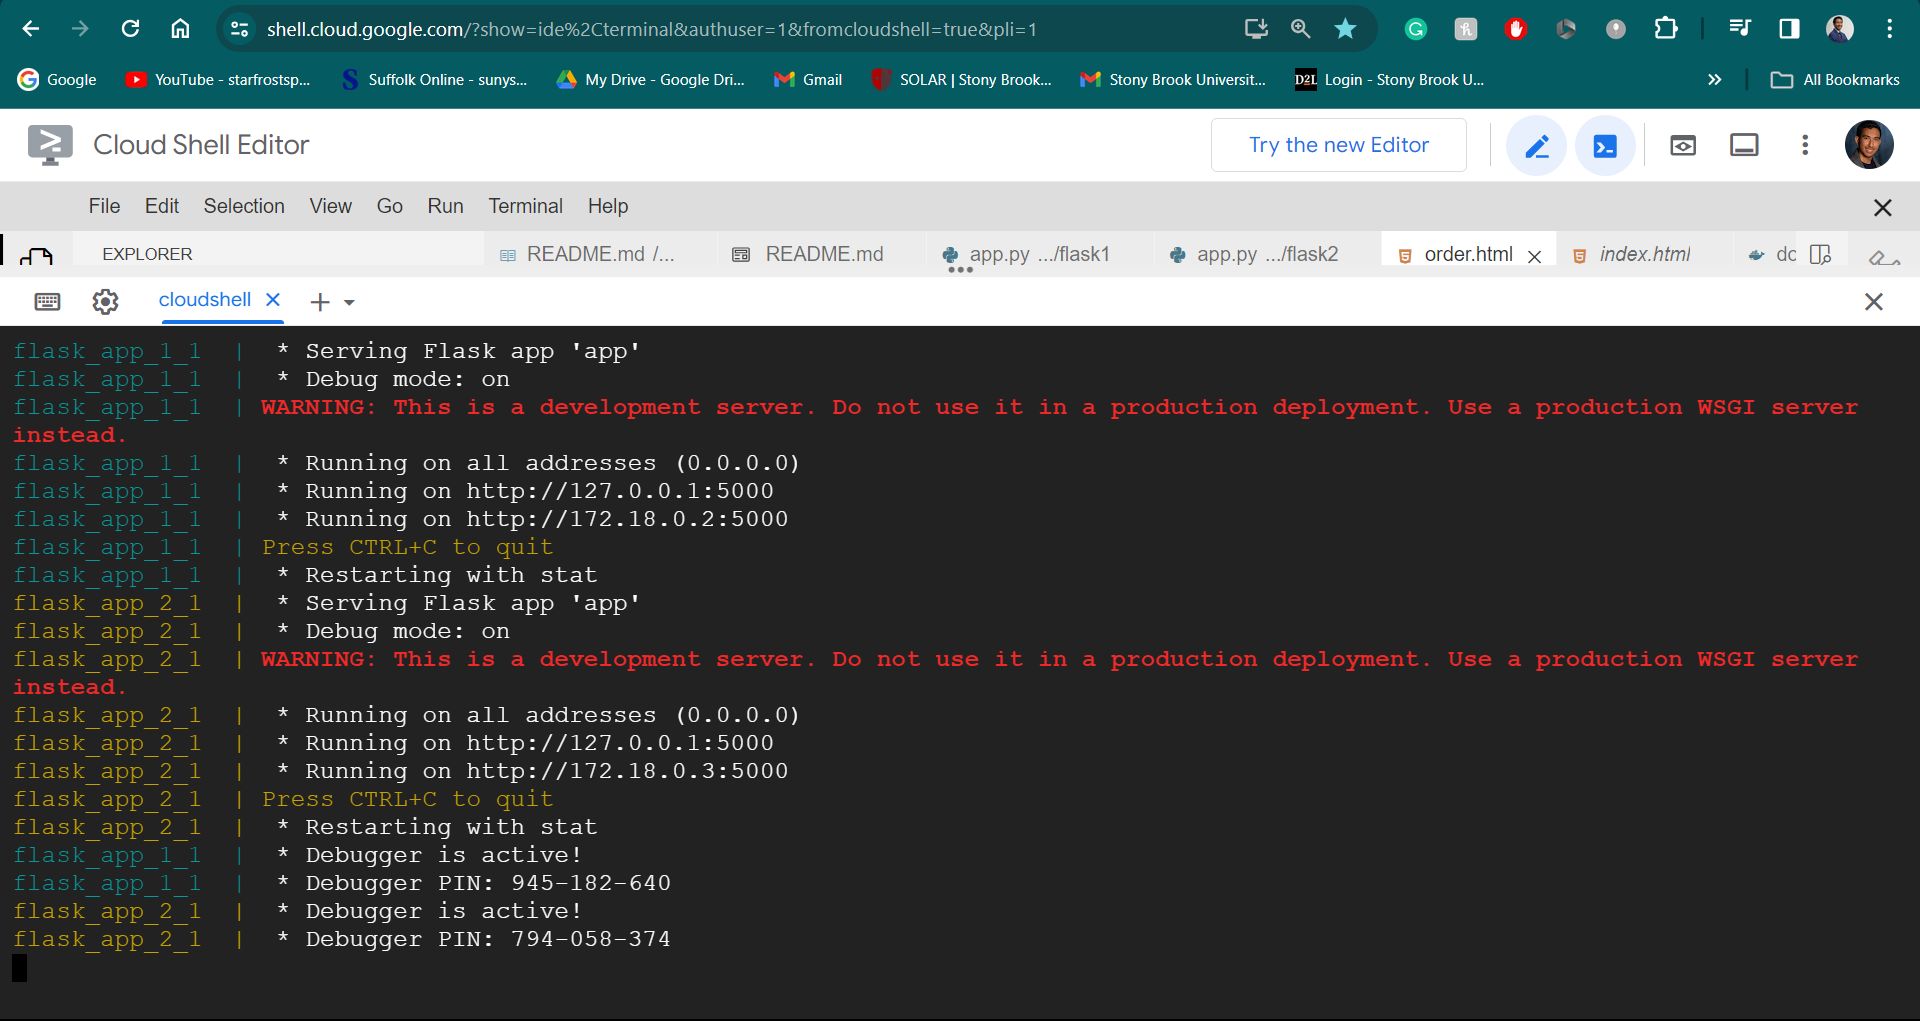 shell.cloud.google.com/?show=ide%2Cterminal&authuser=1&fromcloudshell=true&pli=1
Google YouTube - starfrostsp... Suffolk Online - sunys... My Drive - Google Dri... Gmail SOLAR | Stony Brook... Stony Brook Universit... D2L Login - Stony Brook U... » All Bookmarks
Cloud Shell Editor Try the new Editor
File Edit Selection View Go Run Terminal Help
EXPLORER README.md /... README.md app.py .../flask1 app.py .../flask2 order.html index.html dc
cloudshell
flask_app_1_1 | * Serving Flask app 'app'
flask_app_1_1 | * Debug mode: on
flask_app_1_1 | WARNING: This is a development server. Do not use it in a production deployment. Use a production WSGI server
instead.
flask_app_1_1 | * Running on all addresses (0.0.0.0)
flask_app_1_1 | * Running on http://127.0.0.1:5000
flask_app_1_1 | * Running on http://172.18.0.2:5000
flask_app_1_1 | Press CTRL+C to quit
flask_app_1_1 | * Restarting with stat
flask_app_2_1 | * Serving Flask app 'app'
flask_app_2_1 | * Debug mode: on
flask_app_2_1 | WARNING: This is a development server. Do not use it in a production deployment. Use a production WSGI server
instead.
flask_app_2_1 | * Running on all addresses (0.0.0.0)
flask_app_2_1 | * Running on http://127.0.0.1:5000
flask_app_2_1 | * Running on http://172.18.0.3:5000
flask_app_2_1 | Press CTRL+C to quit
flask_app_2_1 | * Restarting with stat
flask_app_1_1 | * Debugger is active!
flask_app_1_1 | * Debugger PIN: 945-182-640
flask_app_2_1 | * Debugger is active!
flask_app_2_1 | * Debugger PIN: 794-058-374